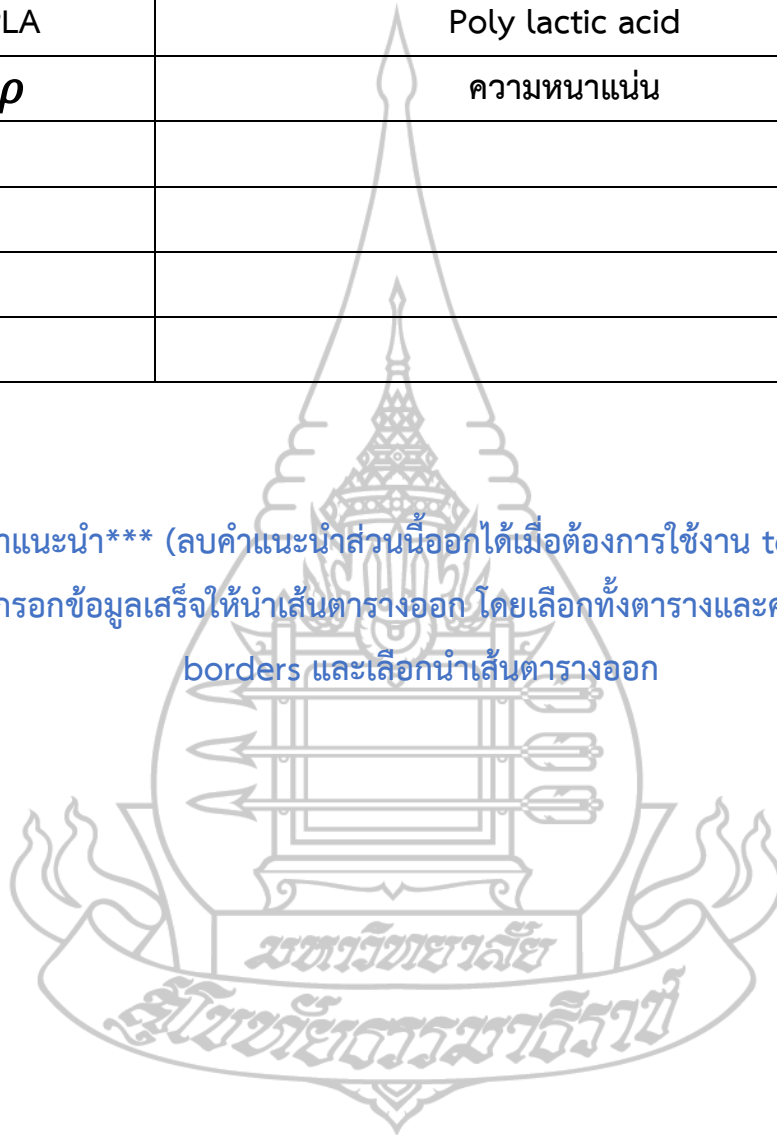 PLA Poly lactic acid
ρ ความหนาแน่น
าแนะนำ*** (ลบคำแนะนำส่วนนี้ออกได้เมื่อต้องการใช้งาน te
กรอกข้อมูลเสร็จให้นำเส้นตารางออก โดยเลือกทั้งตารางและค
borders และเลือกนำเส้นตารางออก
มหาวิทยาลัย
สุโขทัยธรรมาธิราช